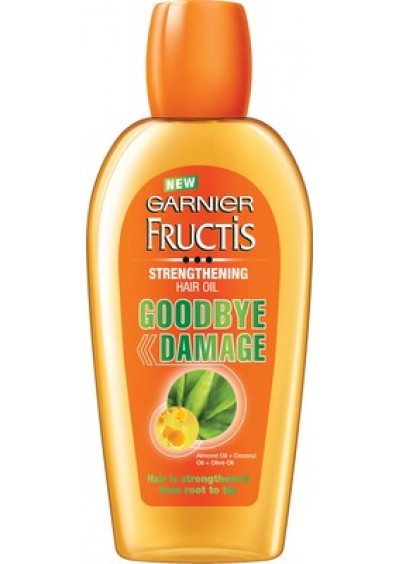 NEW
GARNIER
FRUCTIS
STRENGTHENING
HAIR OIL
GOODBYE
DAMAGE
Almond Oil + Coconut
Oil + Olive Oil
Hair is strengthened
from root to tip